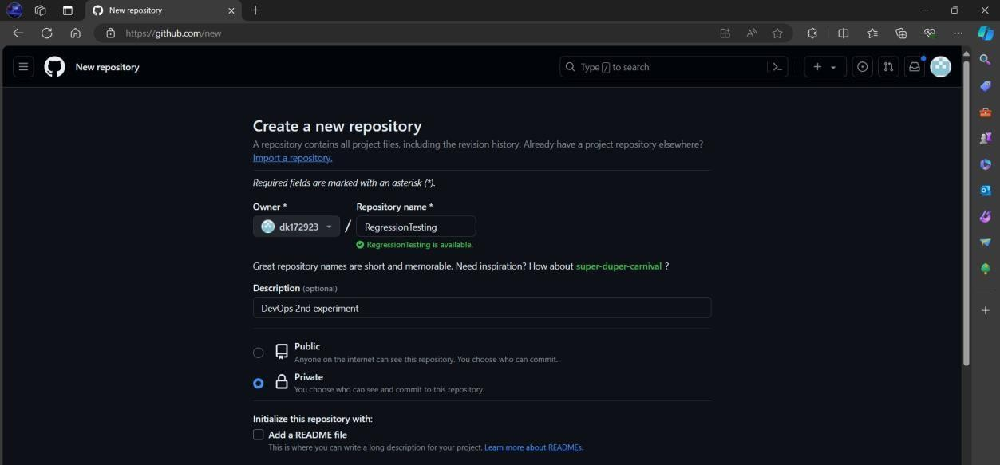 New repository
https://github.com/new
New repository
Type / to search
Create a new repository
A repository contains all project files, including the revision history. Already have a project repository elsewhere?
Import a repository.
Required fields are marked with an asterisk (*).
Owner * Repository name *
dk172923 / RegressionTesting
RegressionTesting is available.
Great repository names are short and memorable. Need inspiration? How about super-duper-carnival ?
Description (optional)
DevOps 2nd experiment
Public
Anyone on the internet can see this repository. You choose who can commit.
Private
You choose who can see and commit to this repository.
Initialize this repository with:
Add a README file
This is where you can write a long description for your project. Learn more about READMEs.